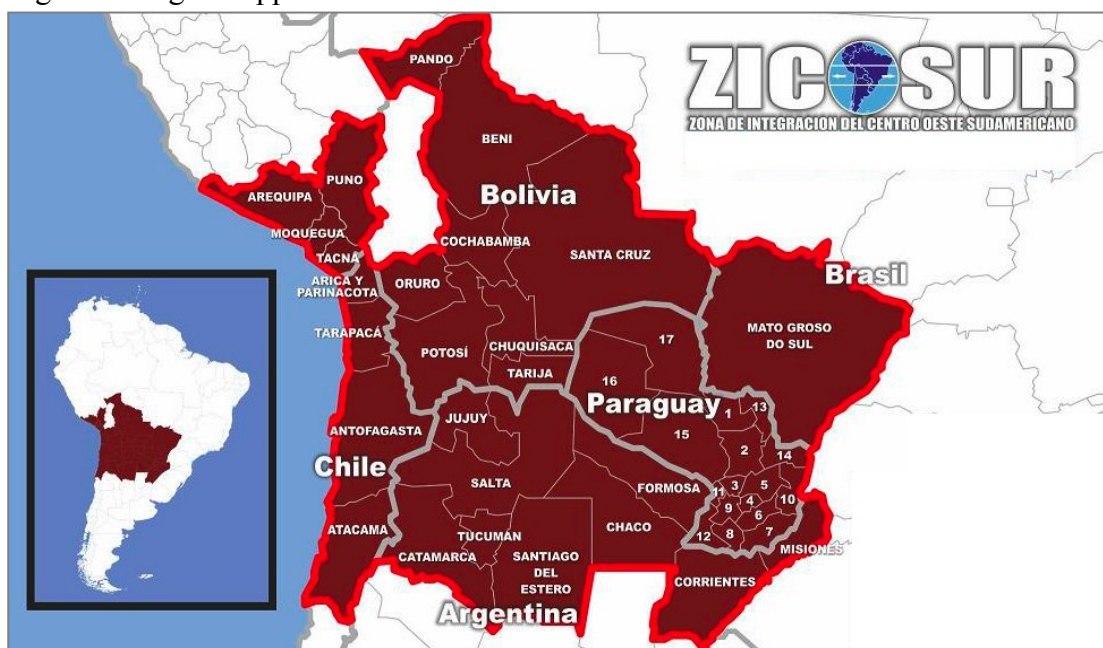 ZICOSUR
ZONA DE INTEGRACION DEL CENTRO OESTE SUDAMERICANO
PANDO
BENI
PUNO
AREQUIPA
Bolivia
MOQUEGUA
COCHABAMBA
TACNA
SANTA CRUZ
ARICA Y
PARINACOTA
ORURO
Brasil
TARAPACÁ
MATO GROSO
DO SUL
17
CHUQUISACA
POTOSÍ
TARIJA
16
Paraguay
1
13
JUJUY
ANTOFAGASTA
15
2
14
Chile
SALTA
FORMOSA
11
3
5
4
10
9
6
ATACAMA
TUCUMÁN
CHACO
12
8
7
CATAMARCA
SANTIAGO
DEL
ESTERO
MISIONES
CORRIENTES
Argentina